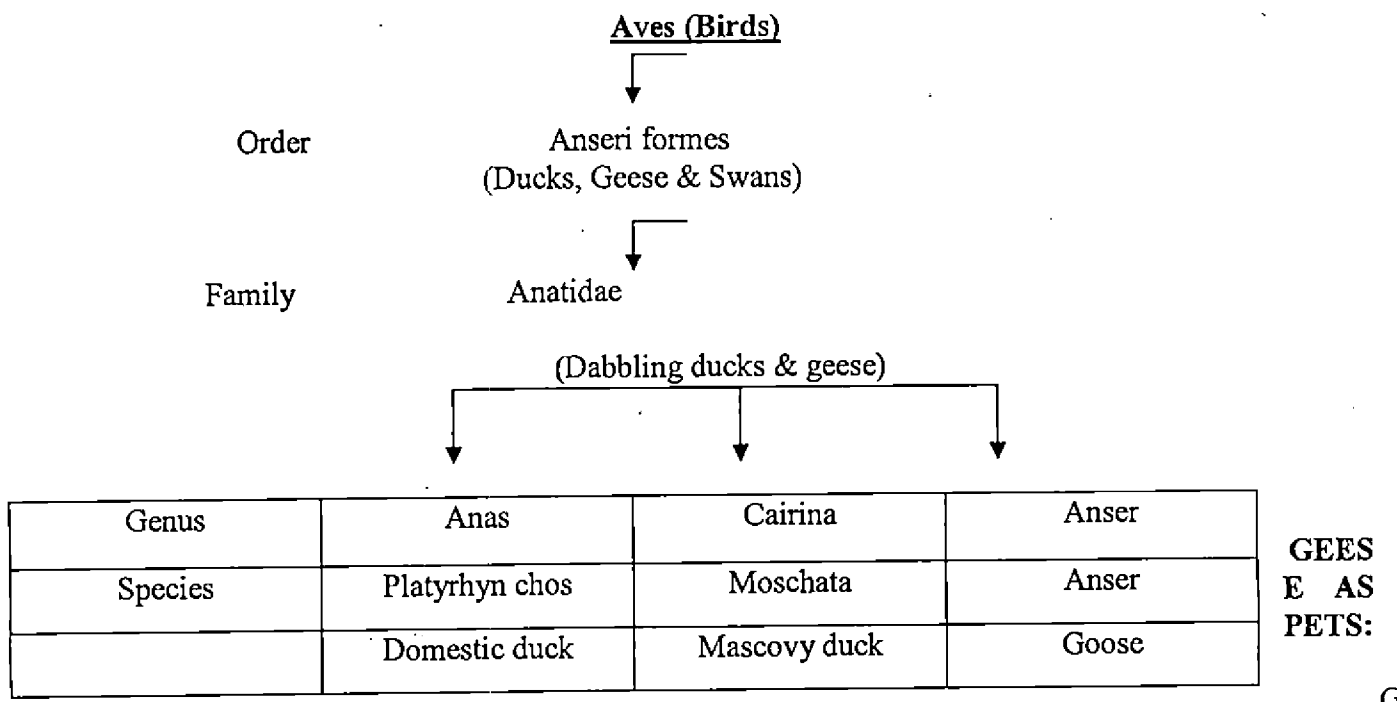 Aves (Birds)
Order Anseri formes
(Ducks, Geese & Swans)
Family Anatidae
(Dabbling ducks & geese)
Genus Anas Cairina Anser
Species Platyrhyn chos Moschata Anser
Domestic duck Mascovy duck Goose
GEES
E AS
PETS:
G